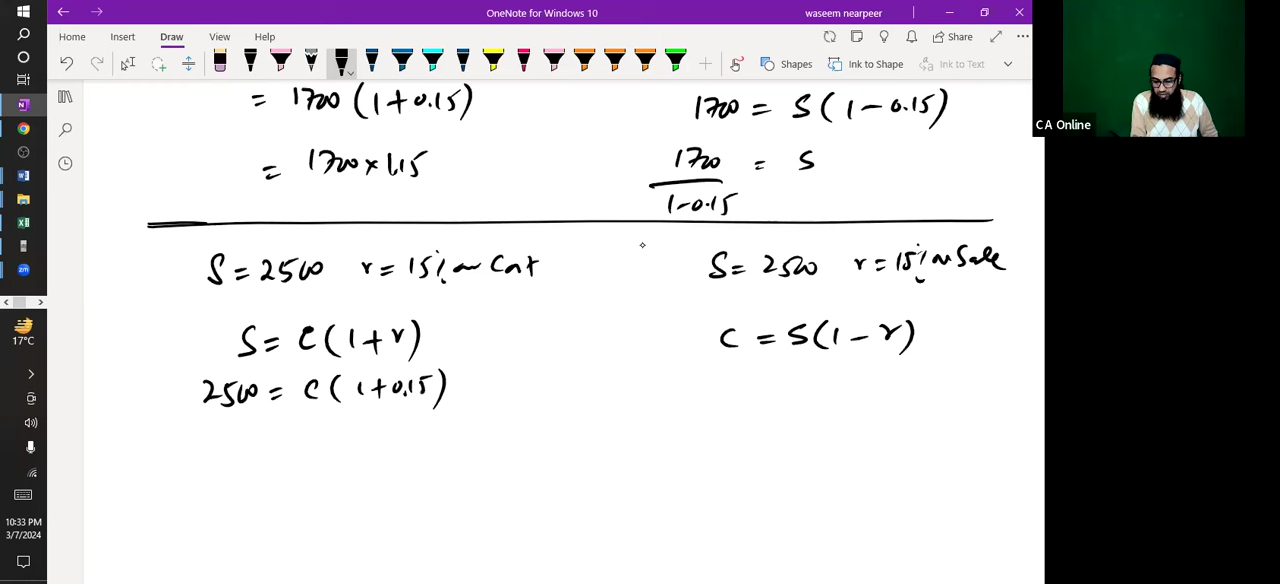 OneNote for Windows 10
waseem nearpeer
Home Insert Draw View Help
Share
Shapes
Ink to Shape
Ink to Text
= 1700 (1+0.15)
= 1700 × 1.15
1700 = S(1-0.15)
1700
1-0.15
= S
S = 2500 r = 15% on Cost
S = C(1+r)
2500 = C(1+0.15)
S = 2500 r = 15% on Sale
C = S(1-r)
C A Online
17°C
10:33 PM
3/7/2024